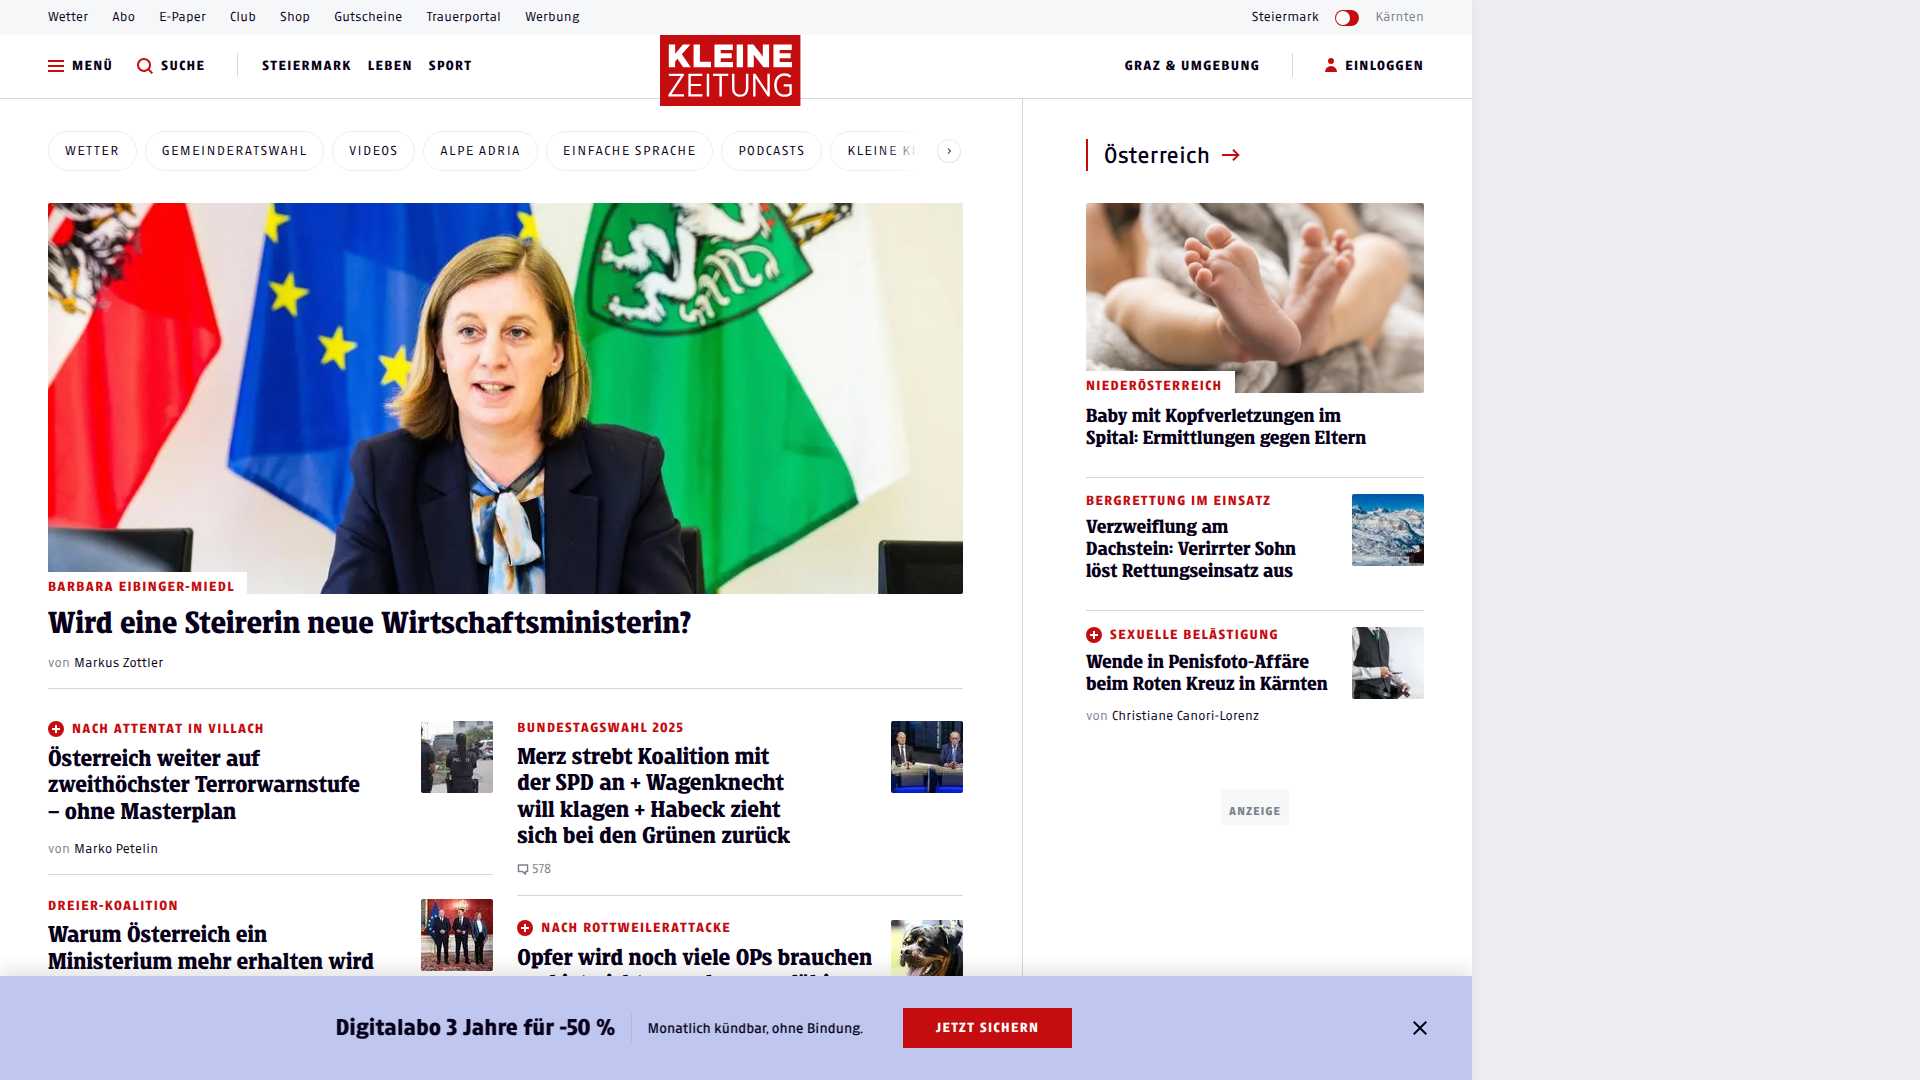 Wetter Abo E-Paper Club Shop Gutscheine Trauerportal Werbung Steiermark Kärnten
MENÜ SUCHE STEIERMARK LEBEN SPORT
KLEINE
ZEITUNG
GRAZ & UMGEBUNG EINLOGGEN
WETTER GEMEINDERATSWAHL VIDEOS ALPE ADRIA EINFACHE SPRACHE PODCASTS KLEINE
BARBARA EIBINGER-MIEDL
Wird eine Steirerin neue Wirtschaftsministerin?
von Markus Zottler
NACH ATTENTAT IN VILLACH
Österreich weiter auf
zweithöchster Terrorwarnstufe
– ohne Masterplan
von Marko Petelin
DREIER-KOALITION
Warum Österreich ein
Ministerium mehr erhalten wird
BUNDESTAGSWAHL 2025
Merz strebt Koalition mit
der SPD an + Wagenknecht
will klagen + Habeck zieht
sich bei den Grünen zurück
578
NACH ROTTWEILERATTACKE
Opfer wird noch viele OPs brauchen
Österreich
NIEDERÖSTERREICH
Baby mit Kopfverletzungen im
Spital: Ermittlungen gegen Eltern
BERGRETTUNG IM EINSATZ
Verzweiflung am
Dachstein: Verirrter Sohn
löst Rettungseinsatz aus
SEXUELLE BELÄSTIGUNG
Wende in Penisfoto-Affäre
beim Roten Kreuz in Kärnten
von Christiane Canori-Lorenz
ANZEIGE
Digitalabo 3 Jahre für -50 % Monatlich kündbar, ohne Bindung. JETZT SICHERN